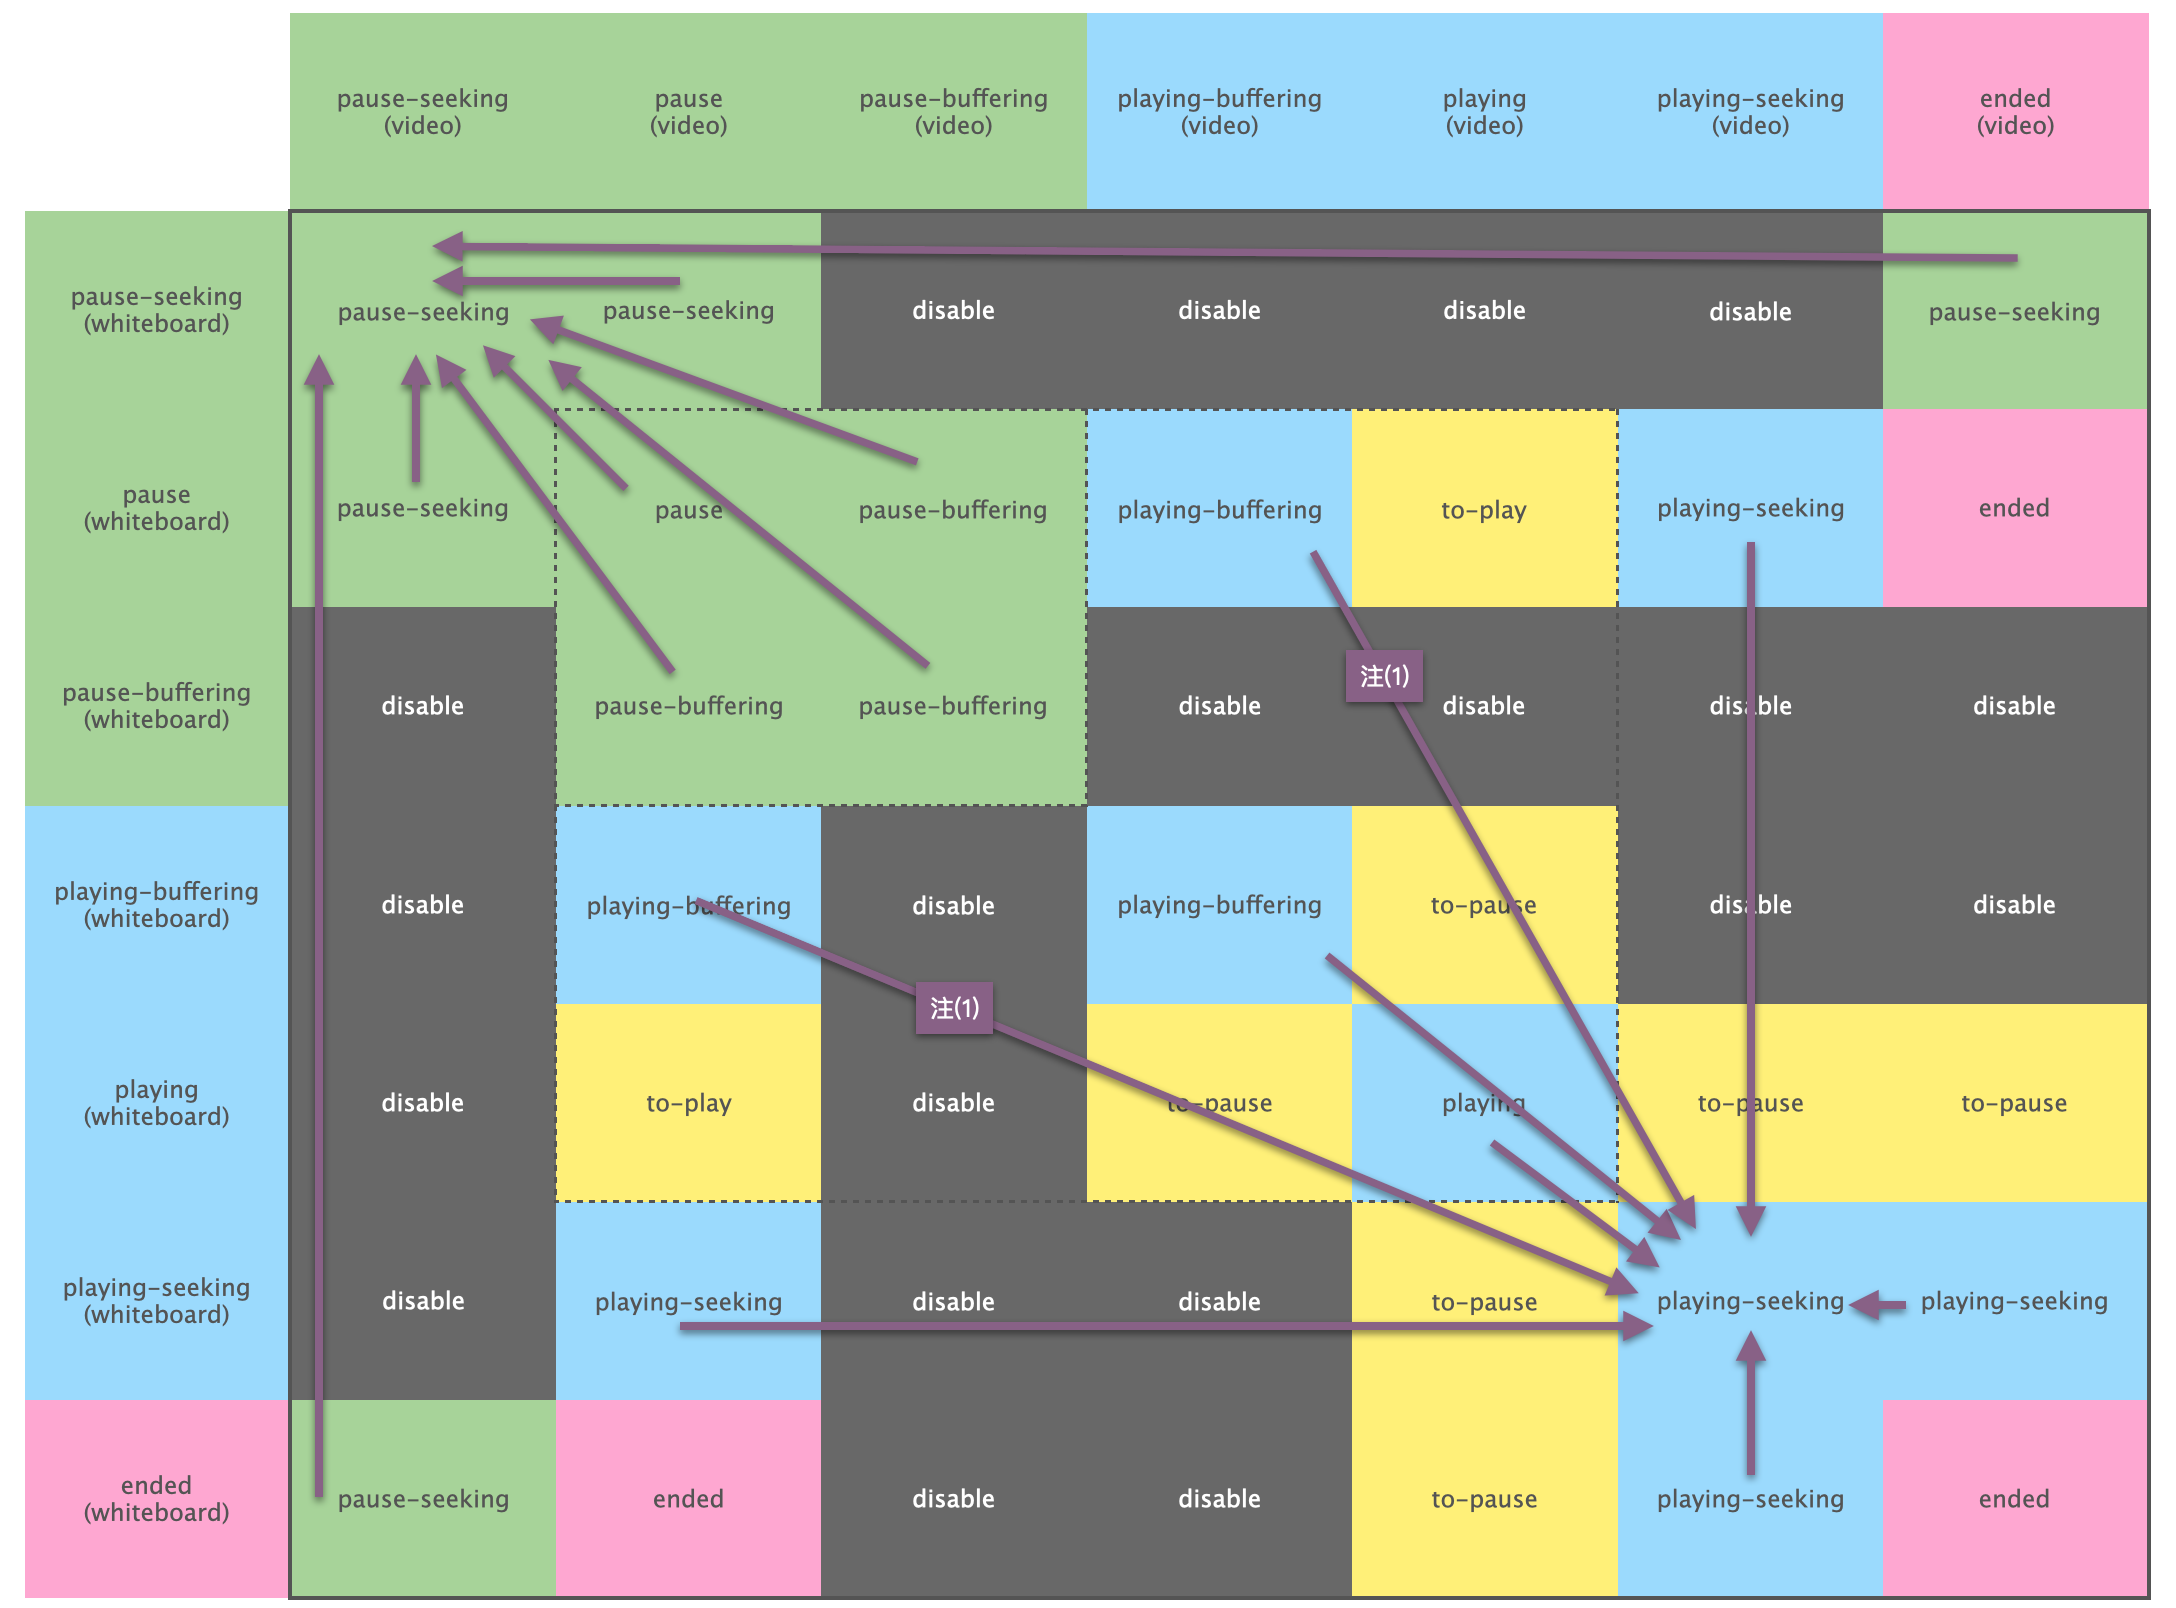 pause-seeking
(video)
pause
(video)
pause-buffering
(video)
playing-buffering
(video)
playing
(video)
playing-seeking
(video)
ended
(video)
pause-seeking
(whiteboard)
pause-seeking
pause-seeking
disable
disable
disable
disable
pause-seeking
pause
(whiteboard)
pause-seeking
pause
pause-buffering
playing-buffering
to-play
playing-seeking
ended
注(1)
pause-buffering
(whiteboard)
disable
pause-buffering
pause-buffering
disable
disable
disable
disable
playing-buffering
(whiteboard)
disable
playing-buffering
disable
playing-buffering
to-pause
disable
disable
注(1)
playing
(whiteboard)
disable
to-play
disable
to-pause
playing
to-pause
to-pause
playing-seeking
(whiteboard)
disable
playing-seeking
disable
disable
to-pause
playing-seeking
playing-seeking
ended
(whiteboard)
pause-seeking
ended
disable
disable
to-pause
playing-seeking
ended